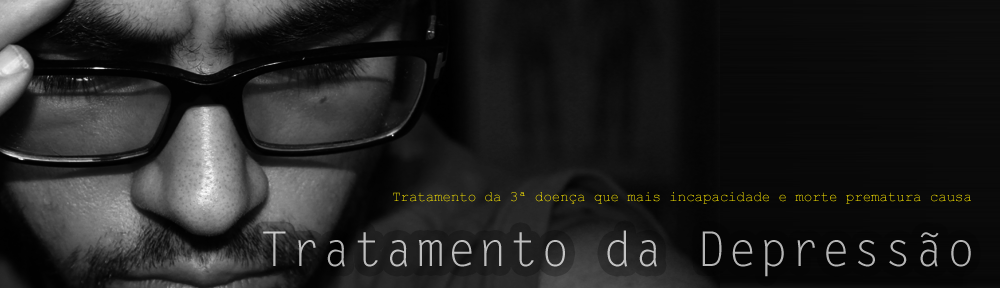 Tratamento da 3ª doença que mais incapacidade e morte prematura causa
Tratamento da Depressão